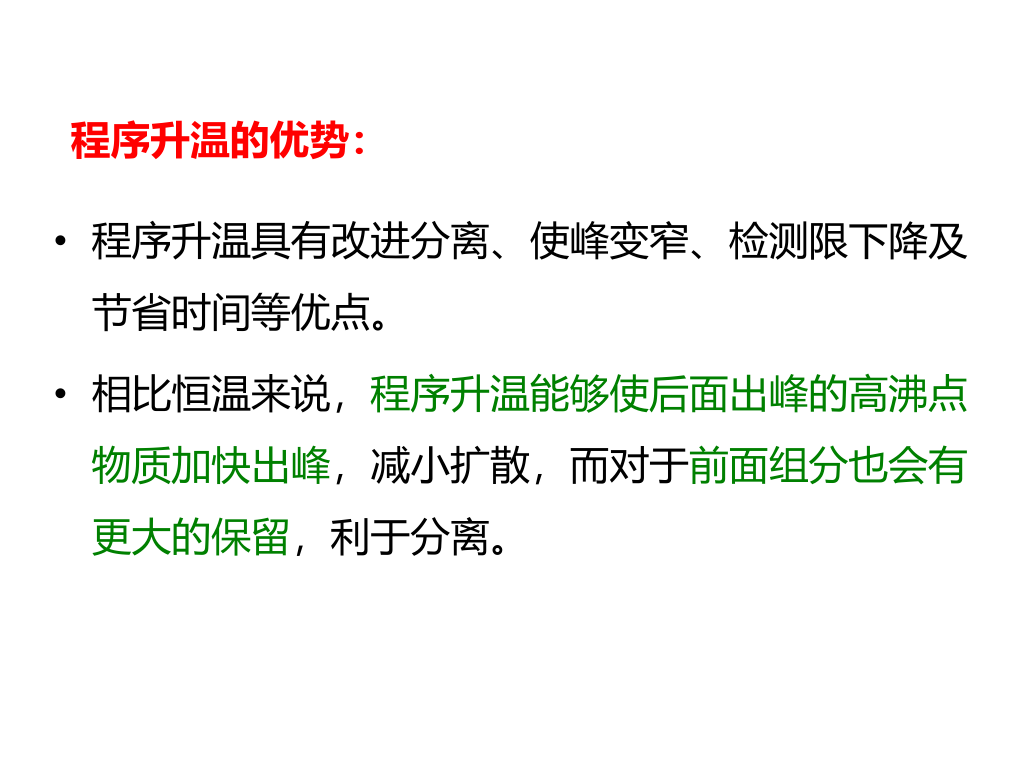 程序升温的优势：
• 程序升温具有改进分离、使峰变窄、检测限下降及
节省时间等优点。
• 相比恒温来说，程序升温能够使后面出峰的高沸点
物质加快出峰，减小扩散，而对于前面组分也会有
更大的保留，利于分离。